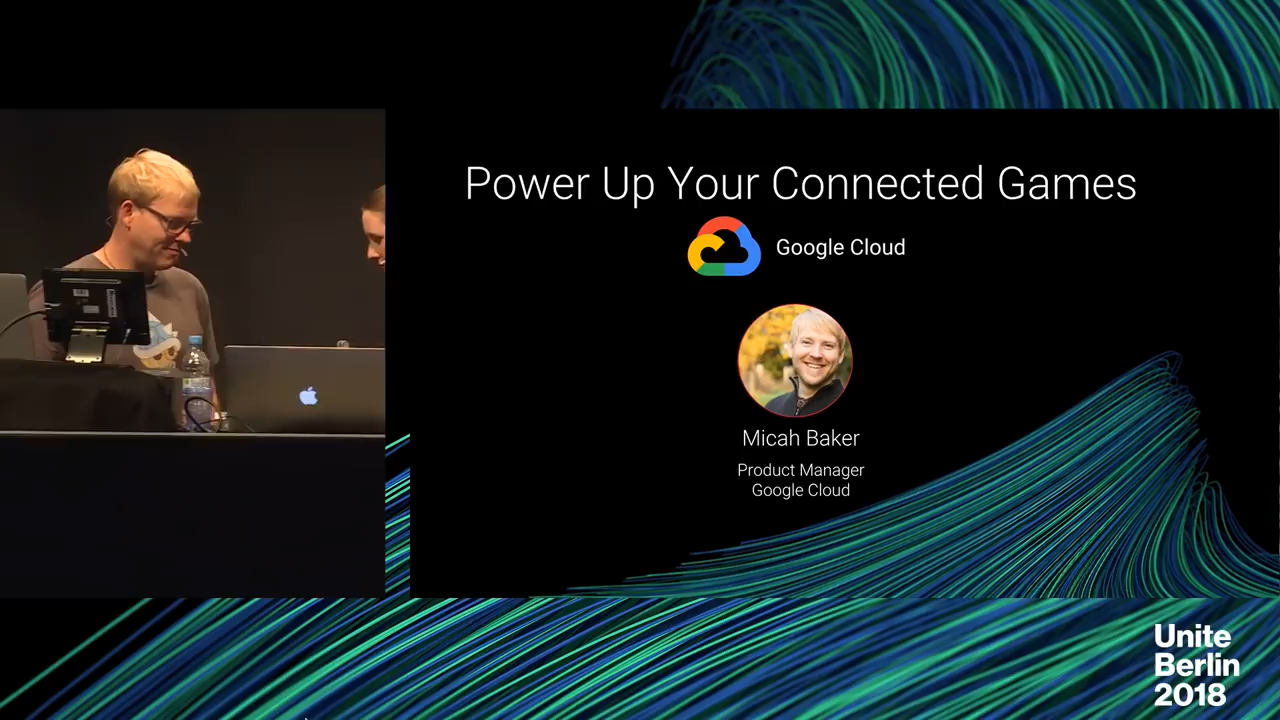 Power Up Your Connected Games
Google Cloud
Micah Baker
Product Manager
Google Cloud
Unite
Berlin
2018